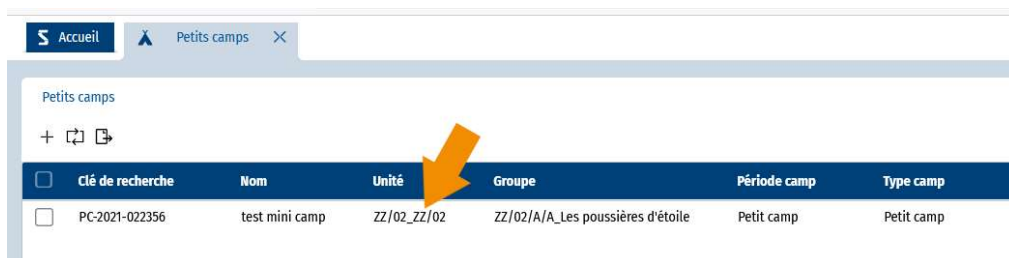 Accueil Petits camps
Petits camps
Clé de recherche Nom Unité Groupe Période camp Type camp
PC-2021-022356 test mini camp ZZ/02_ZZ/02 ZZ/02/A/A_Les poussières d'étoile Petit camp Petit camp